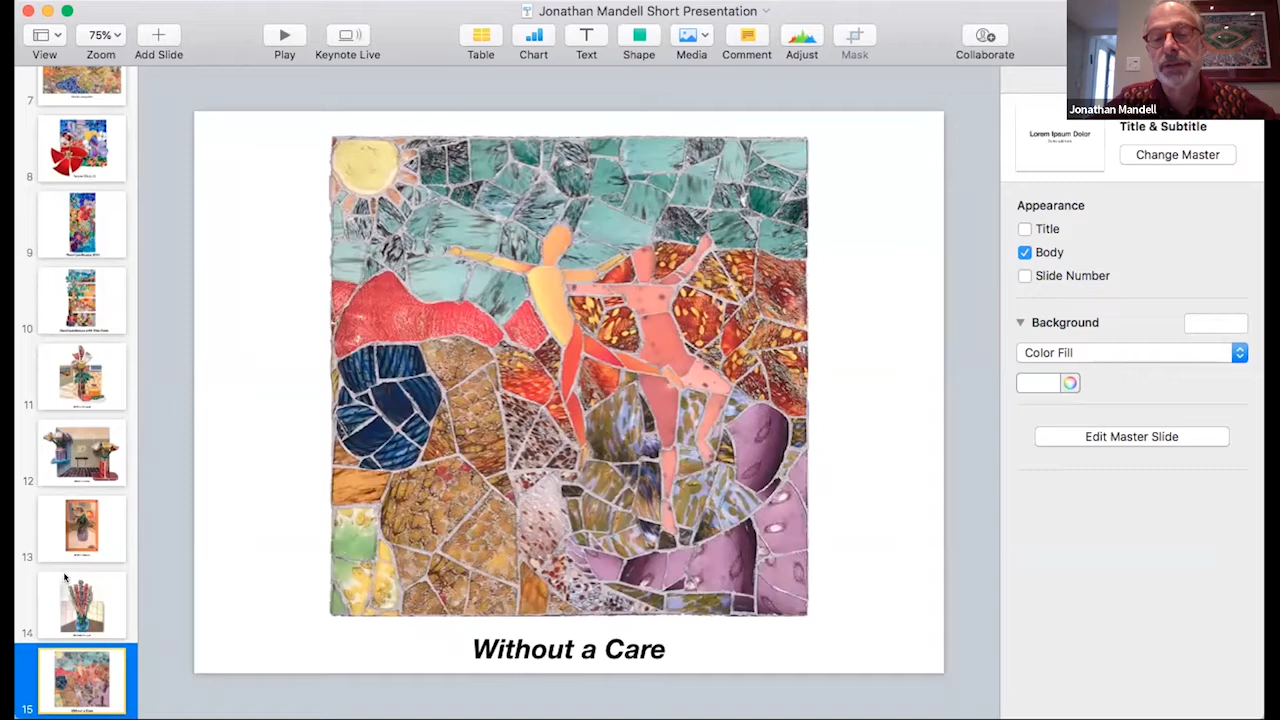 Jonathan Mandell Short Presentation
75%
View
Zoom
Add Slide
Play
Keynote Live
Table
Chart
Text
Shape
Media
Comment
Adjust
Mask
Collaborate
Jonathan Mandell
Lorem Ipsum Dolor
Title & Subtitle
Change Master
Appearance
Title
Body
Slide Number
Background
Color Fill
Edit Master Slide
7
8
9
10
11
12
13
14
15
Without a Care